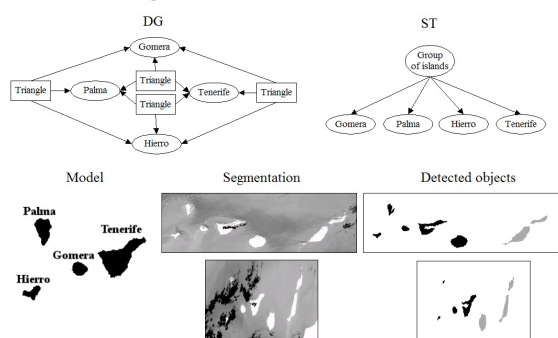 DG
ST
Gomera
Triangle
Triangle
Palma
Triangle
Tenerife
Triangle
Hierro
Group
of islands
Gomera
Palma
Hierro
Tenerife
Model
Segmentation
Detected objects
Palma
Tenerife
Gomera
Hierro